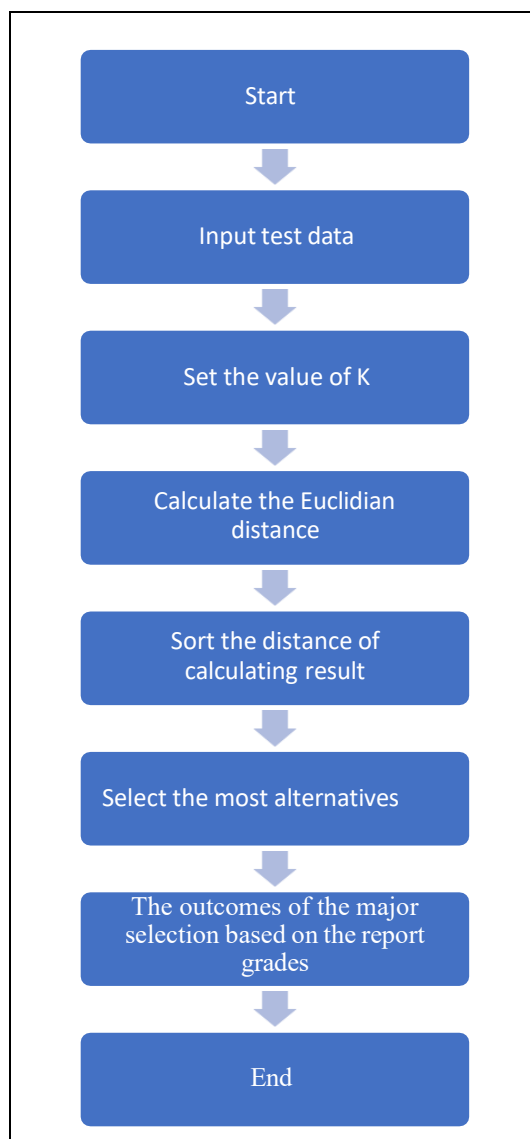 Start
Input test data
Set the value of K
Calculate the Euclidian
distance
Sort the distance of
calculating result
Select the most alternatives
The outcomes of the major
selection based on the report
grades
End